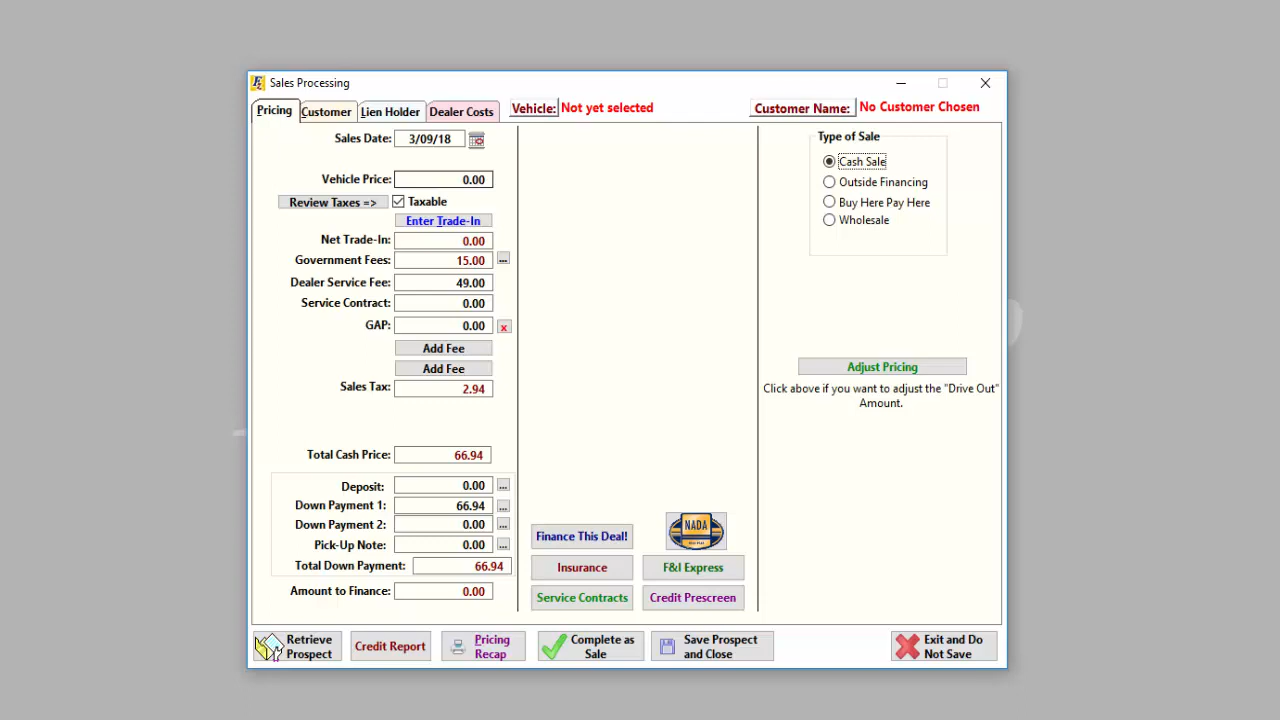 Sales Processing
Pricing
Customer
Lien Holder
Dealer Costs
Vehicle: Not yet selected
Customer Name: No Customer Chosen
Sales Date: 3/09/18
Vehicle Price: 0.00
Review Taxes => Taxable
Enter Trade-In
Net Trade-In: 0.00
Government Fees: 15.00 ...
Dealer Service Fee: 49.00
Service Contract: 0.00
GAP: 0.00 x
Add Fee
Add Fee
Sales Tax: 2.94
Total Cash Price: 66.94
Deposit: 0.00 ...
Down Payment 1: 66.94 ...
Down Payment 2: 0.00 ...
Pick-Up Note: 0.00 ...
Total Down Payment: 66.94
Amount to Finance: 0.00
Finance This Deal!
NADA
Insurance
F&I Express
Service Contracts
Credit Prescreen
Type of Sale
Cash Sale
Outside Financing
Buy Here Pay Here
Wholesale
Adjust Pricing
Click above if you want to adjust the "Drive Out"
Amount.
Retrieve
Prospect
Credit Report
Pricing
Recap
Complete as
Sale
Save Prospect
and Close
Exit and Do
Not Save